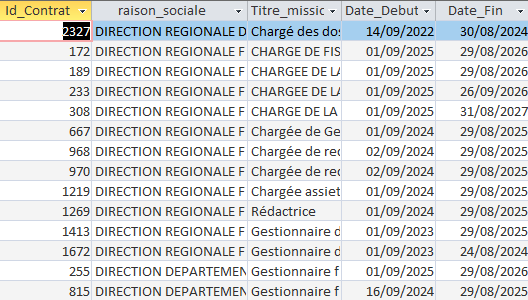 Id_Contrat raison_sociale Titre_missic Date_Debut Date_Fin
2327 DIRECTION REGIONALE D Chargé des dos 14/09/2022 30/08/2024
172 DIRECTION REGIONALE F CHARGE DE FIS 01/09/2025 29/08/2026
189 DIRECTION REGIONALE F CHARGEE DE LA 01/09/2025 29/08/2026
233 DIRECTION REGIONALE F CHARGEE DE LA 01/09/2025 26/09/2026
308 DIRECTION REGIONALE F CHARGE DE LA 01/09/2025 31/08/2027
667 DIRECTION REGIONALE F Chargée de Ge 01/09/2024 29/08/2025
968 DIRECTION REGIONALE F Chargée de rec 02/09/2024 29/08/2025
970 DIRECTION REGIONALE F Chargée de rec 02/09/2024 29/08/2025
1219 DIRECTION REGIONALE F Chargée assiet 01/09/2024 29/08/2025
1269 DIRECTION REGIONALE F Rédactrice 01/09/2024 29/08/2025
1413 DIRECTION REGIONALE F Gestionnaire d 01/09/2023 29/08/2025
1672 DIRECTION REGIONALE F Gestionnaire d 01/09/2023 24/08/2024
255 DIRECTION DEPARTEMEN Gestionnaire f 01/09/2025 29/08/2026
815 DIRECTION DEPARTEMEN Gestionnaire f 16/09/2024 29/08/2025